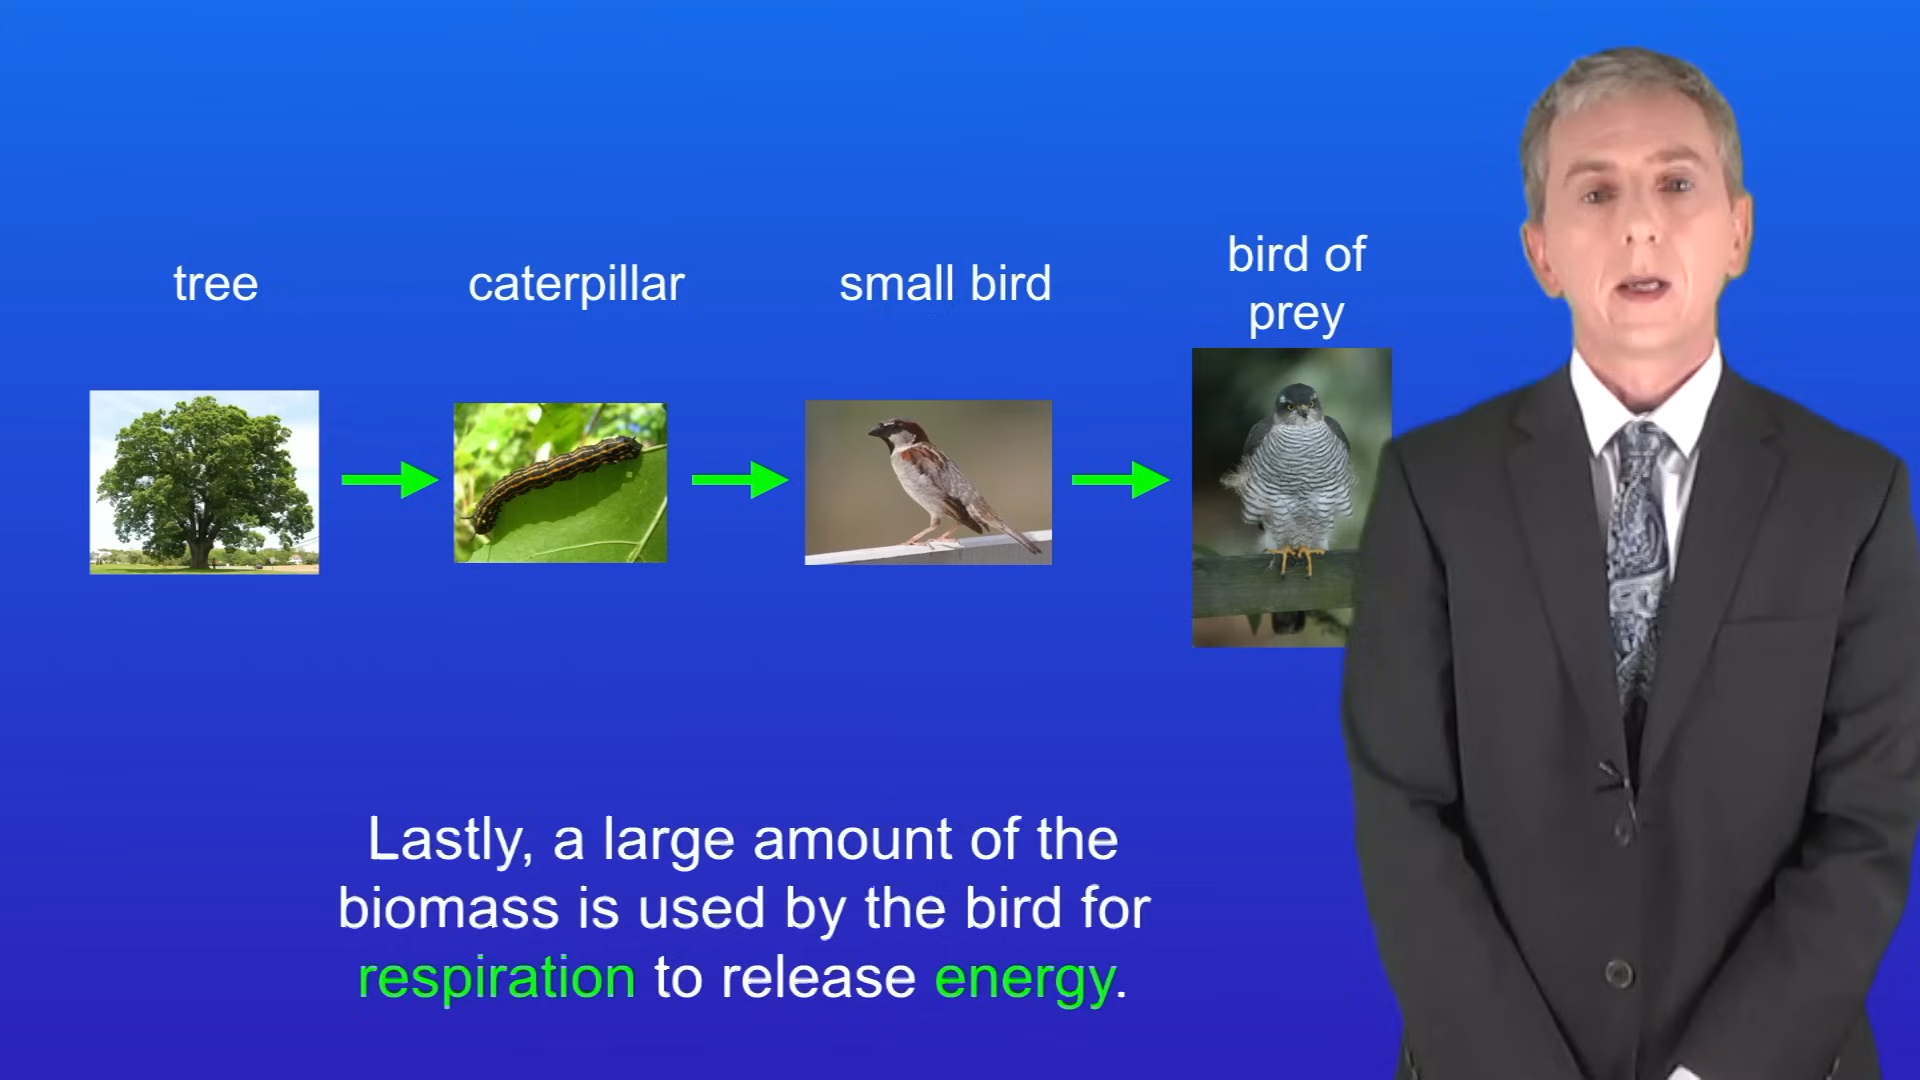 tree
caterpillar
small bird
bird of
prey
Lastly, a large amount of the
biomass is used by the bird for
respiration to release energy.